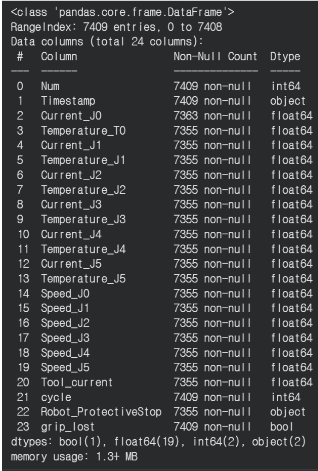 <class 'pandas.core.frame.DataFrame'>
RangeIndex: 7409 entries, 0 to 7408
Data columns (total 24 columns):
#   Column   Non-Null Count   Dtype
---  ------  --------------  -----
0   Num   7409 non-null   int64
1   Timestamp   7409 non-null   object
2   Current_J0   7363 non-null   float64
3   Temperature_T0   7355 non-null   float64
4   Current_J1   7355 non-null   float64
5   Temperature_J1   7355 non-null   float64
6   Current_J2   7355 non-null   float64
7   Temperature_J2   7355 non-null   float64
8   Current_J3   7355 non-null   float64
9   Temperature_J3   7355 non-null   float64
10  Current_J4   7355 non-null   float64
11  Temperature_J4   7355 non-null   float64
12  Current_J5   7355 non-null   float64
13  Temperature_J5   7355 non-null   float64
14  Speed_J0   7355 non-null   float64
15  Speed_J1   7355 non-null   float64
16  Speed_J2   7355 non-null   float64
17  Speed_J3   7355 non-null   float64
18  Speed_J4   7355 non-null   float64
19  Speed_J5   7355 non-null   float64
20  Tool_current   7355 non-null   float64
21  cycle   7409 non-null   int64
22  Robot_ProtectiveStop   7355 non-null   object
23  grip_lost   7409 non-null   bool
dtypes: bool(1), float64(19), int64(2), object(2)
memory usage: 1.3+ MB